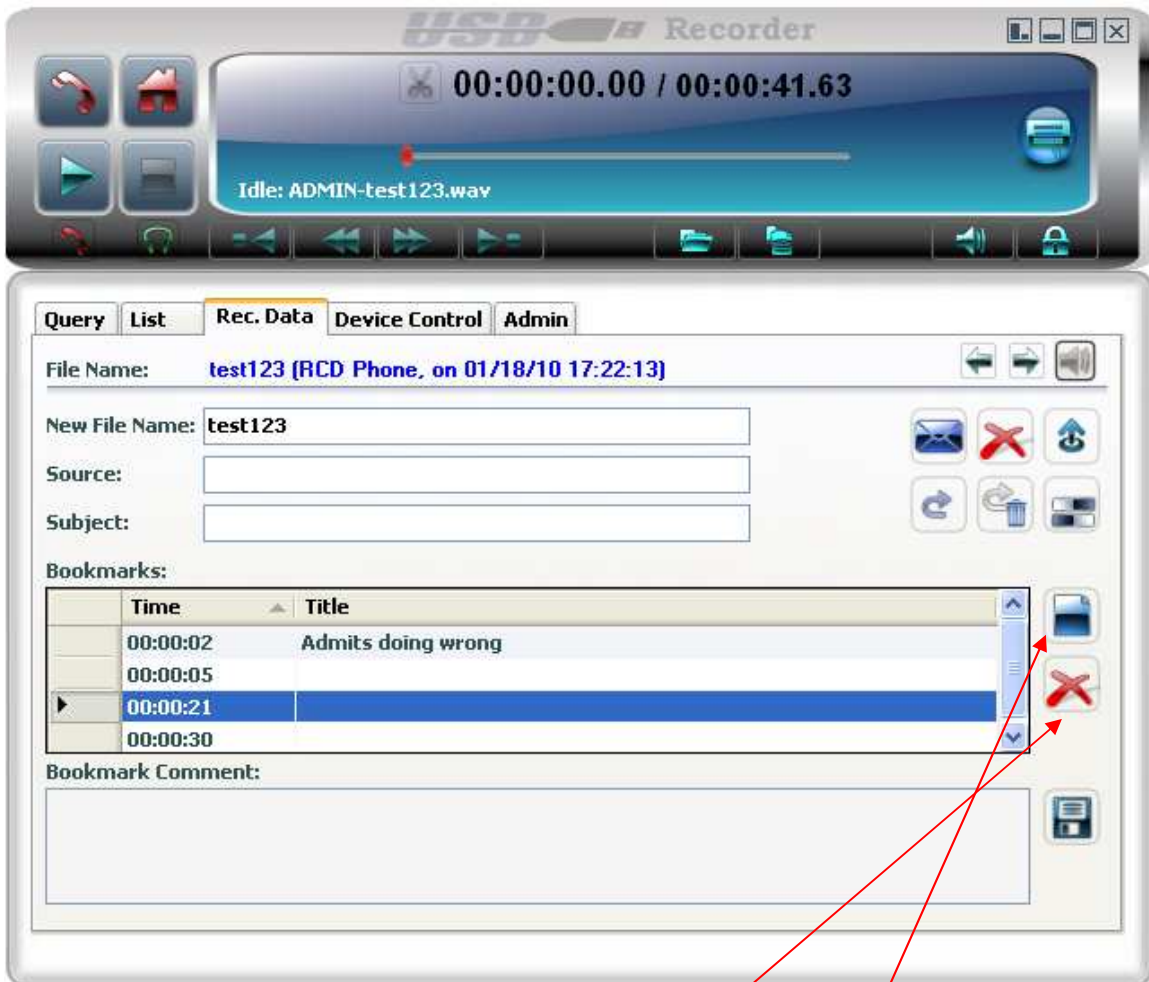 USB Recorder
00:00:00.00 / 00:00:41.63
Idle: ADMIN-test123.wav
Query List Rec. Data Device Control Admin
File Name: test123 (RCD Phone, on 01/18/10 17:22:13)
New File Name: test123
Source:
Subject:
Bookmarks:
Time Title
00:00:02 Admits doing wrong
00:00:05
00:00:21
00:00:30
Bookmark Comment: